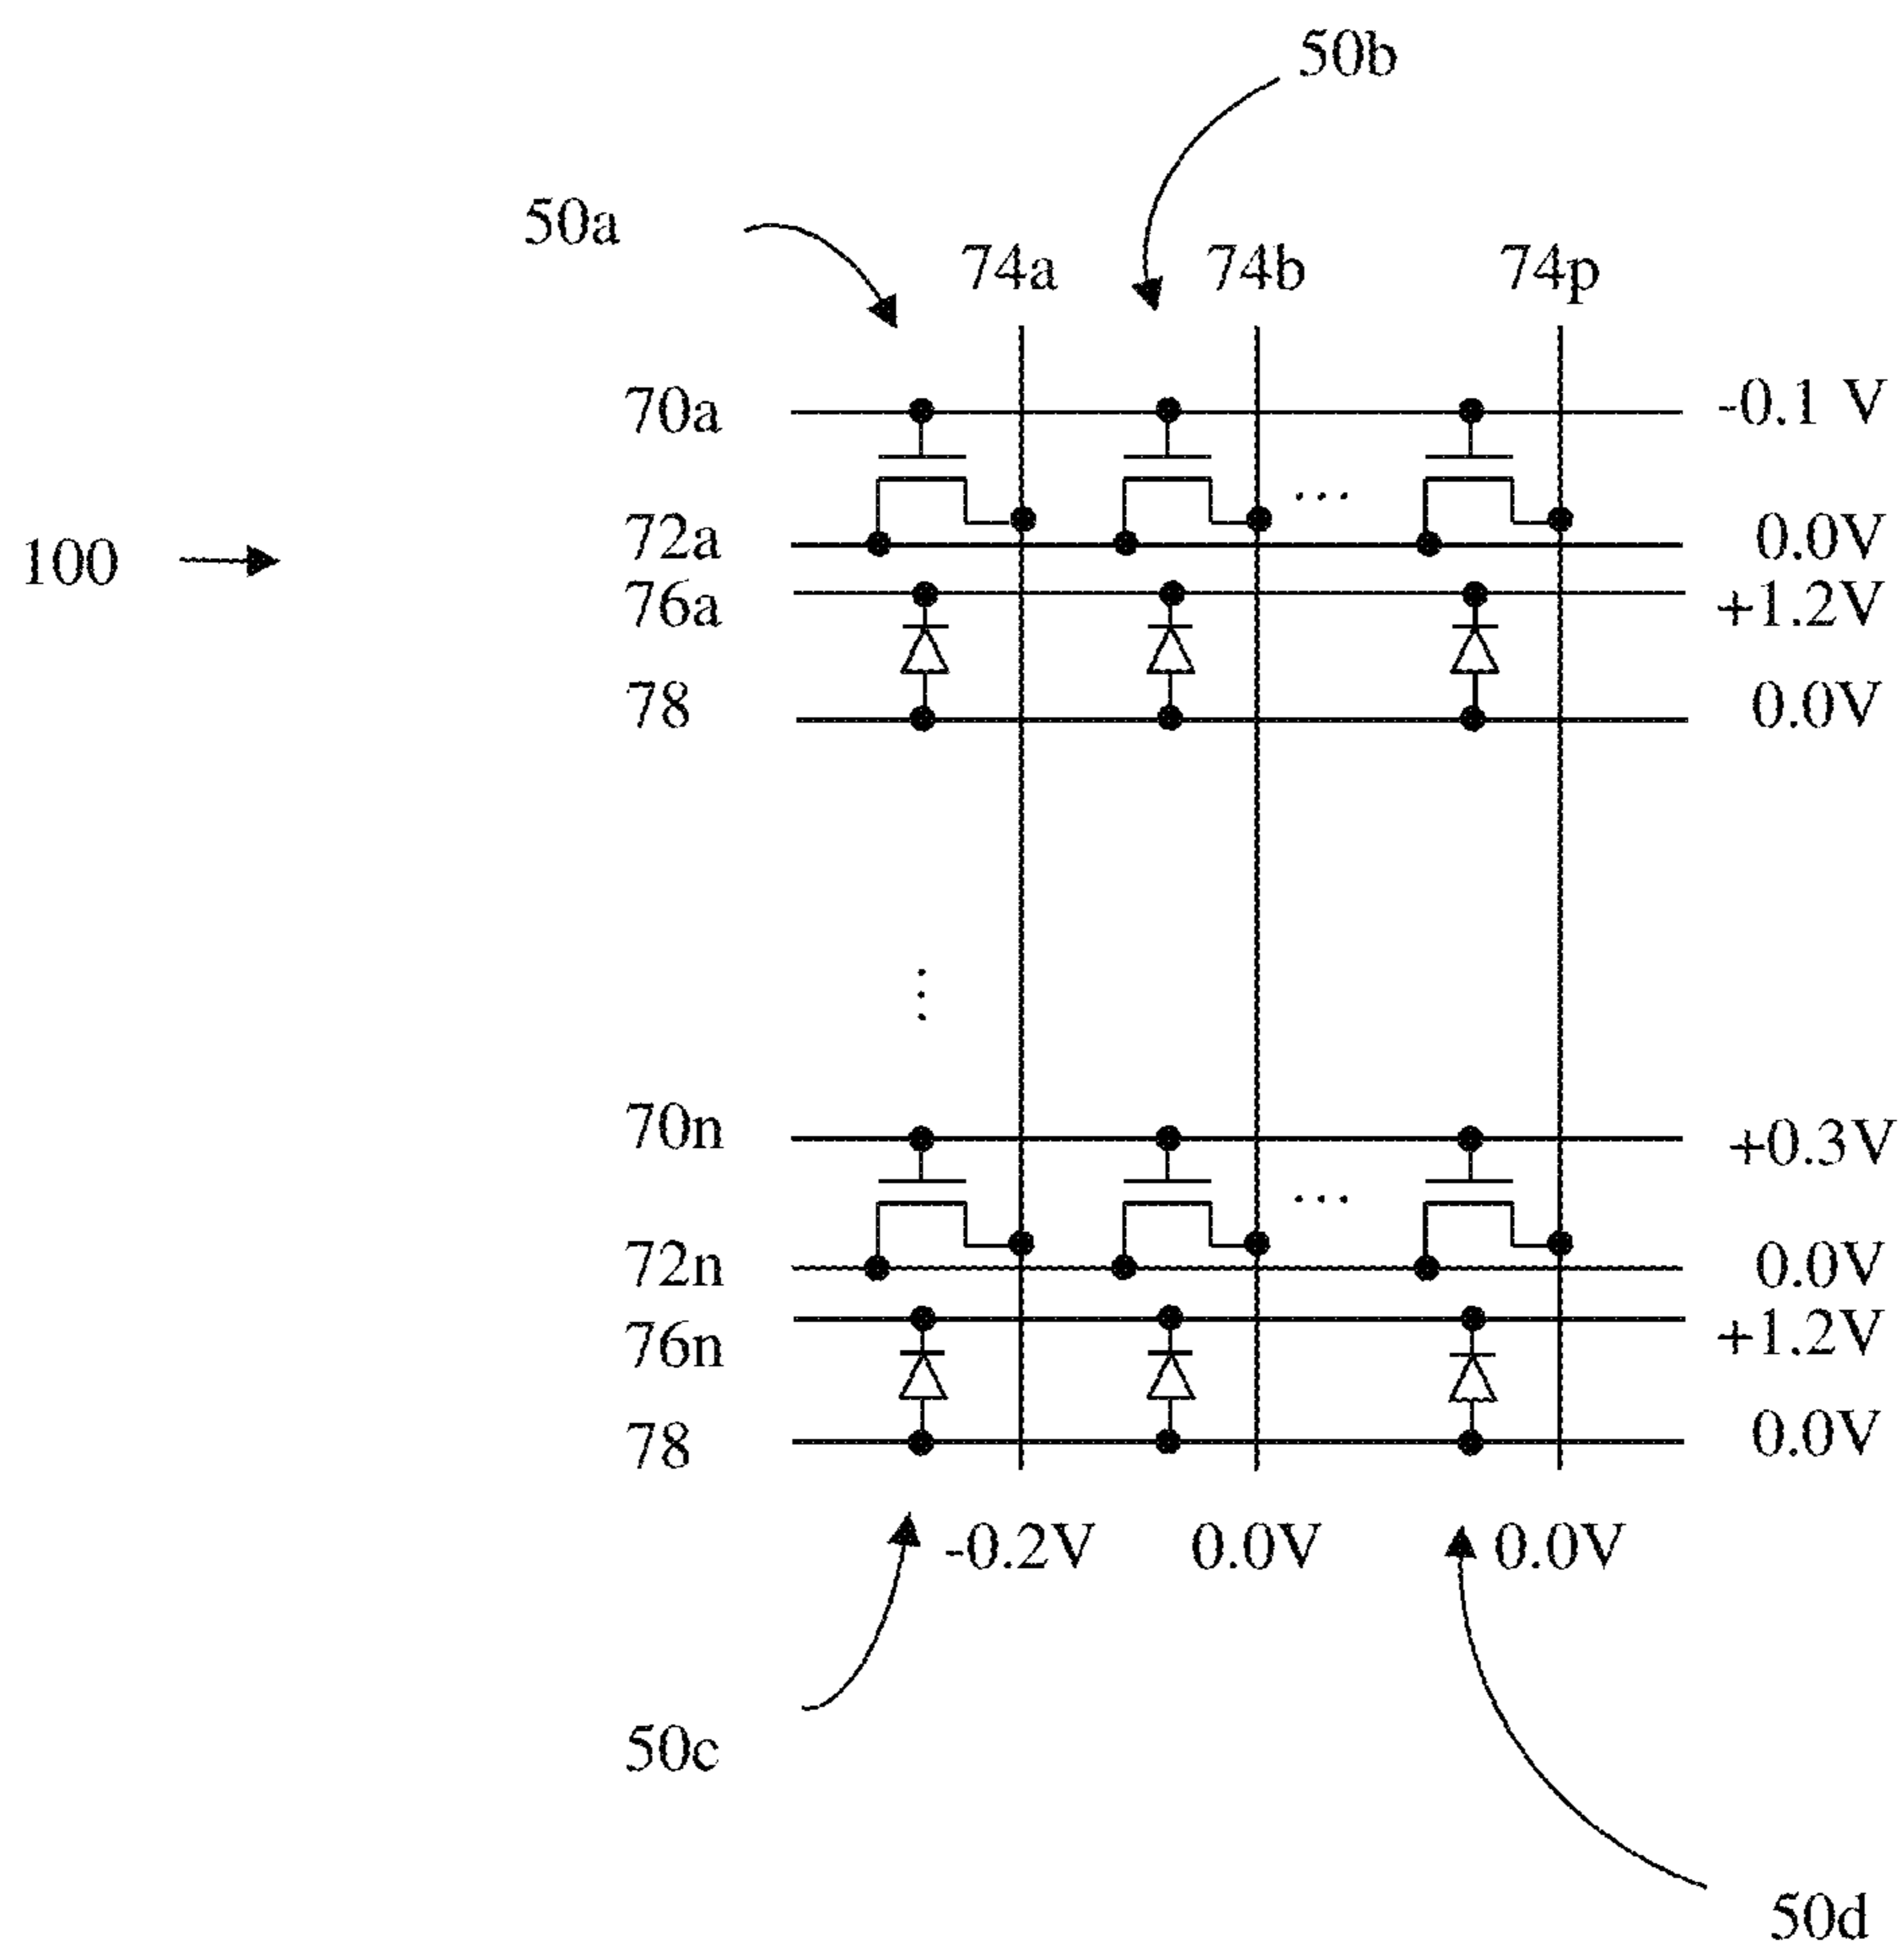 50b
50a
74a 74b 74p
70a -0.1 V
...
72a 0.0V
100
76a +1.2V
78 0.0V
70n +0.3V
...
72n 0.0V
76n +1.2V
78 0.0V
-0.2V 0.0V 0.0V
50c
50d